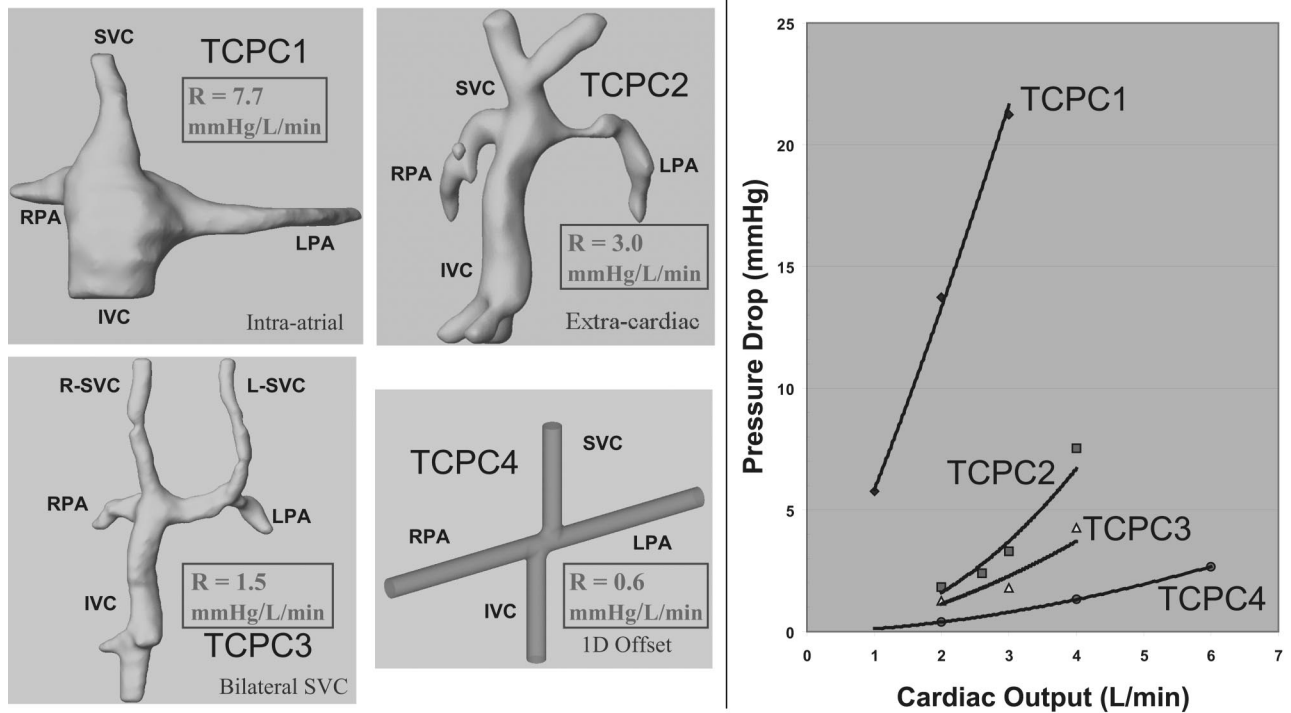 SVC
TCPC1
R = 7.7
mmHg/L/min
RPA
LPA
IVC
Intra-atrial
SVC
TCPC2
RPA
LPA
R = 3.0
mmHg/L/min
IVC
Extra-cardiac
R-SVC
L-SVC
RPA
LPA
R = 1.5
mmHg/L/min
IVC
TCPC3
Bilateral SVC
SVC
TCPC4
RPA
LPA
R = 0.6
mmHg/L/min
IVC
1D Offset
Pressure Drop (mmHg)
25
20
15
10
5
0
TCPC1
TCPC2
TCPC3
TCPC4
0 1 2 3 4 5 6 7
Cardiac Output (L/min)